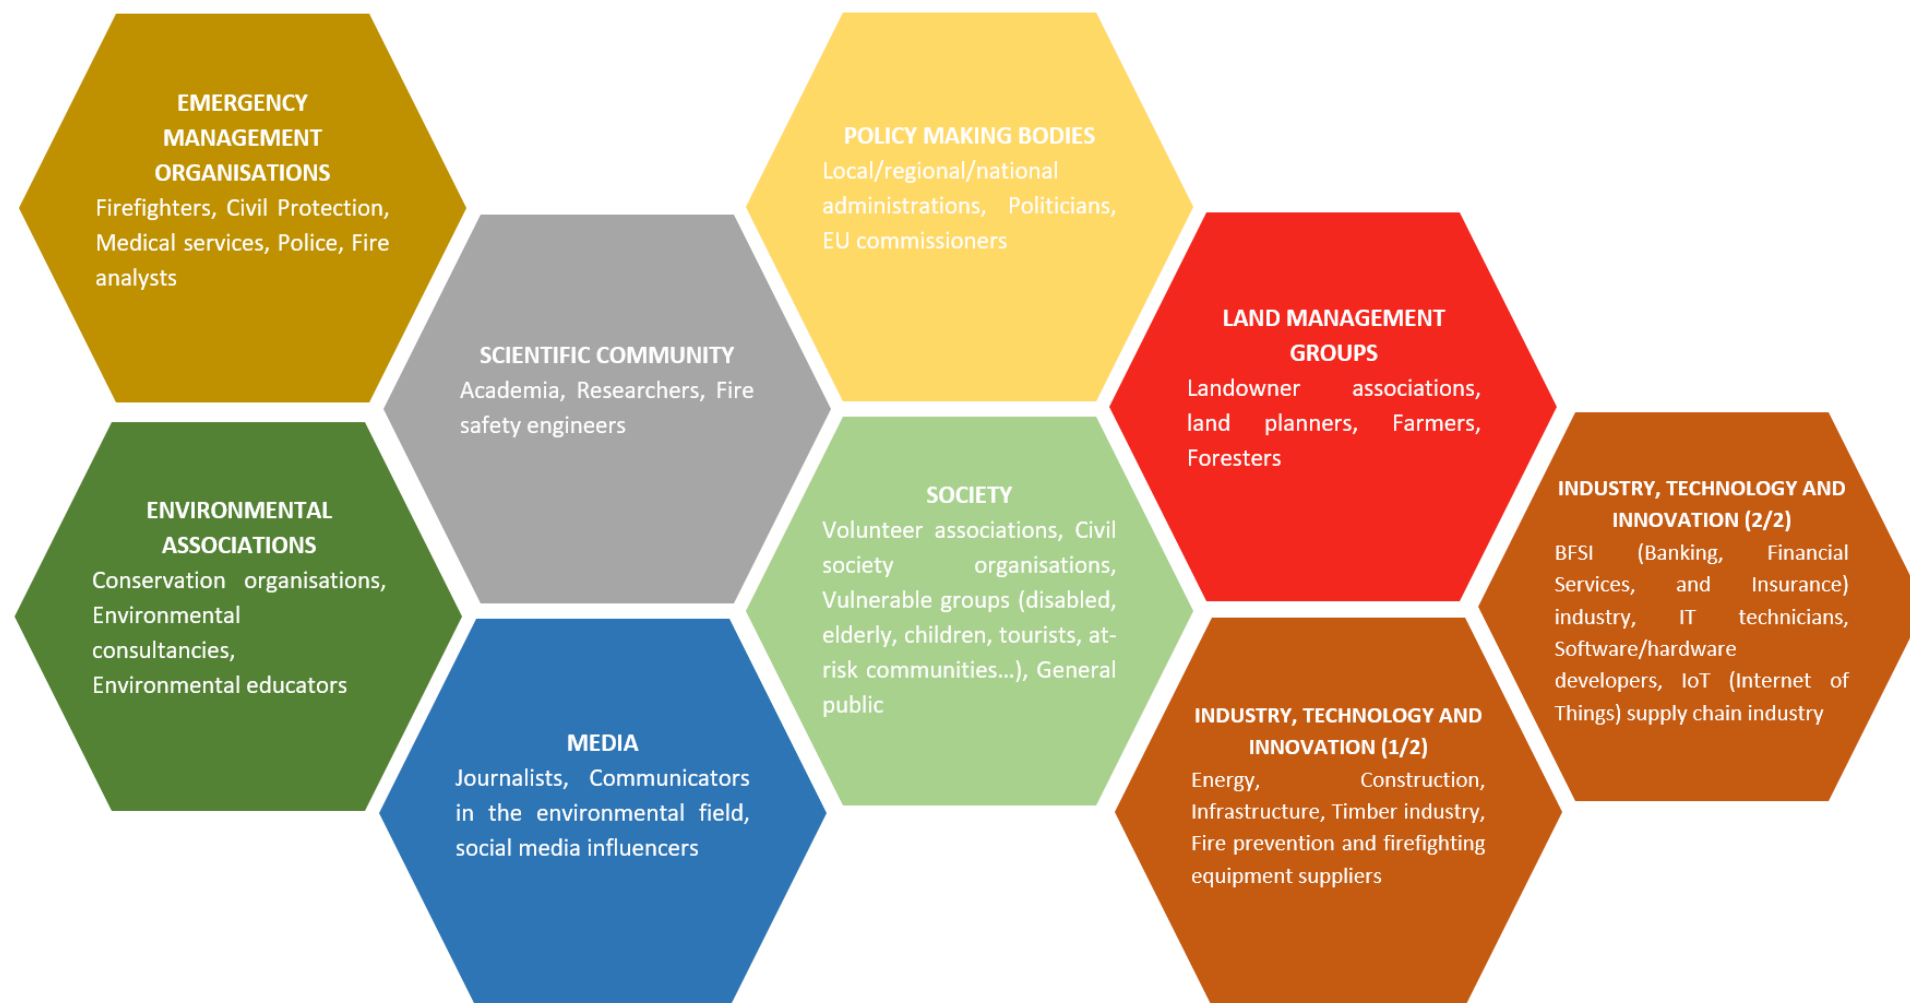 EMERGENCY
MANAGEMENT
ORGANISATIONS
Firefighters, Civil Protection,
Medical services, Police, Fire
analysts
POLICY MAKING BODIES
Local/regional/national
administrations, Politicians,
EU commissioners
SCIENTIFIC COMMUNITY
Academia, Researchers, Fire
safety engineers
LAND MANAGEMENT
GROUPS
Landowner associations,
land planners, Farmers,
Foresters
ENVIRONMENTAL
ASSOCIATIONS
Conservation organisations,
Environmental
consultancies,
Environmental educators
SOCIETY
Volunteer associations, Civil
society organisations,
Vulnerable groups (disabled,
elderly, children, tourists, at-
risk communities...), General
public
INDUSTRY, TECHNOLOGY AND
INNOVATION (2/2)
BFSI (Banking, Financial
Services, and Insurance)
industry, IT technicians,
Software/hardware
developers, IoT (Internet of
Things) supply chain industry
MEDIA
Journalists, Communicators
in the environmental field,
social media influencers
INDUSTRY, TECHNOLOGY AND
INNOVATION (1/2)
Energy, Construction,
Infrastructure, Timber industry,
Fire prevention and firefighting
equipment suppliers